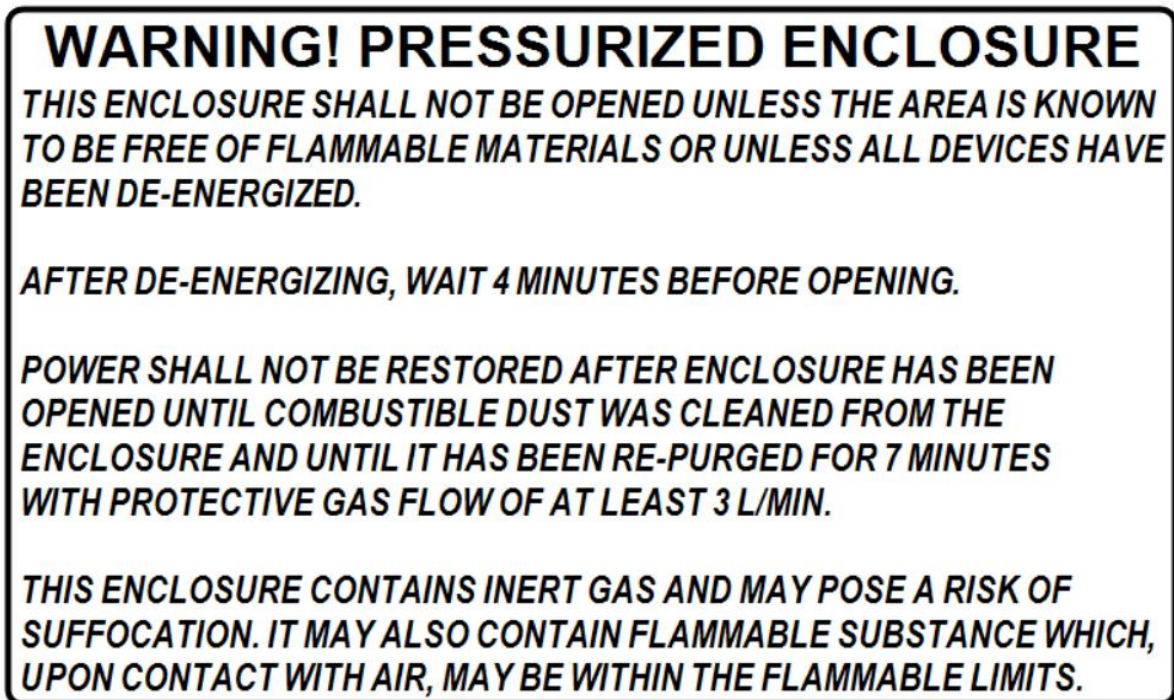 WARNING! PRESSURIZED ENCLOSURE
THIS ENCLOSURE SHALL NOT BE OPENED UNLESS THE AREA IS KNOWN
TO BE FREE OF FLAMMABLE MATERIALS OR UNLESS ALL DEVICES HAVE
BEEN DE-ENERGIZED.
AFTER DE-ENERGIZING, WAIT 4 MINUTES BEFORE OPENING.
POWER SHALL NOT BE RESTORED AFTER ENCLOSURE HAS BEEN
OPENED UNTIL COMBUSTIBLE DUST WAS CLEANED FROM THE
ENCLOSURE AND UNTIL IT HAS BEEN RE-PURGED FOR 7 MINUTES
WITH PROTECTIVE GAS FLOW OF AT LEAST 3 L/MIN.
THIS ENCLOSURE CONTAINS INERT GAS AND MAY POSE A RISK OF
SUFFOCATION. IT MAY ALSO CONTAIN FLAMMABLE SUBSTANCE WHICH,
UPON CONTACT WITH AIR, MAY BE WITHIN THE FLAMMABLE LIMITS.